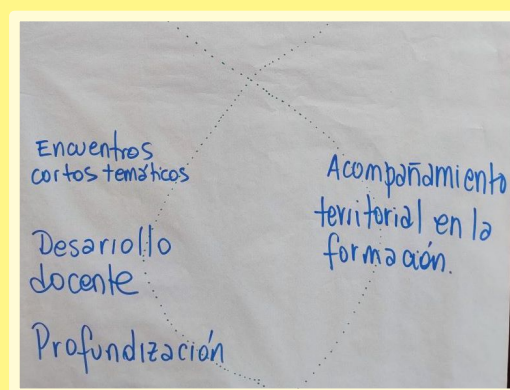 Encuentros
cortos temáticos
Desarrollo
docente
Profundización
Acompañamiento
territorial en la
formación.